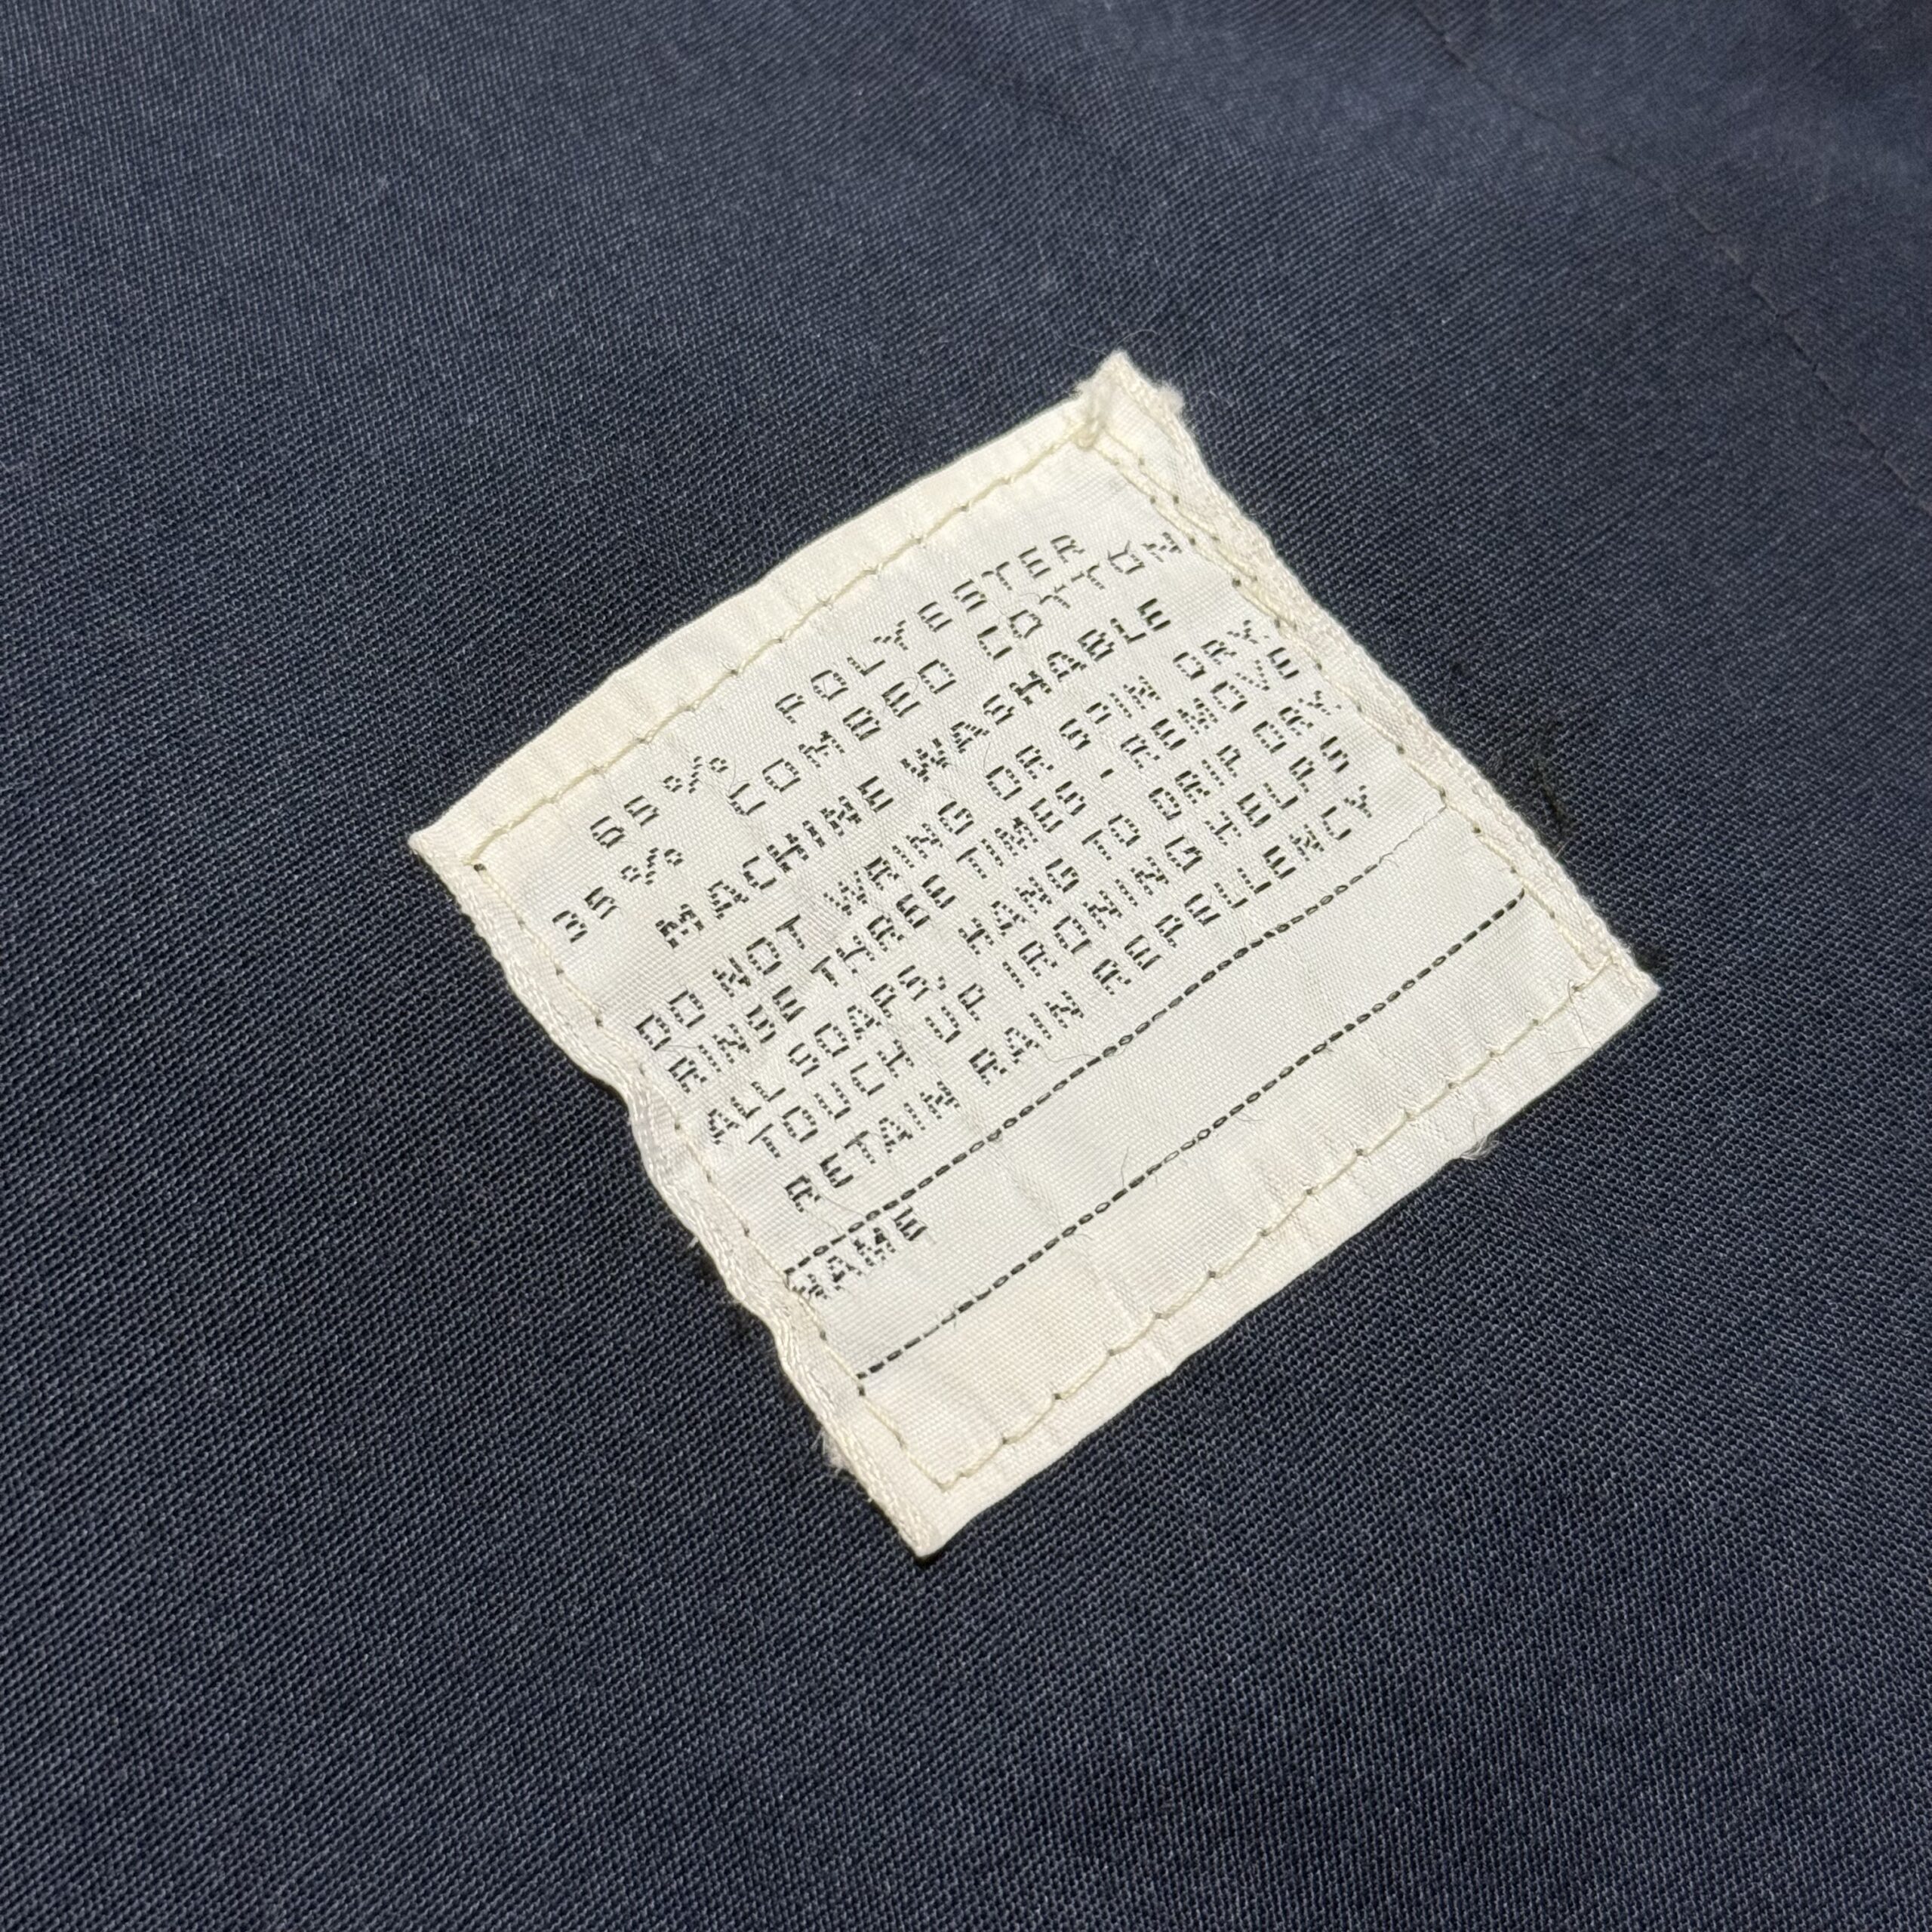 65% POLYESTER
35% COMBED COTTON
MACHINE WASHABLE
DO NOT WRING OR SPIN DRY.
RINSE THREE TIMES - REMOVE
ALL SOAPS, HANG TO DRIP DRY.
TOUCH UP IRONING HELPS
RETAIN RAIN REPELLENCY
NAME